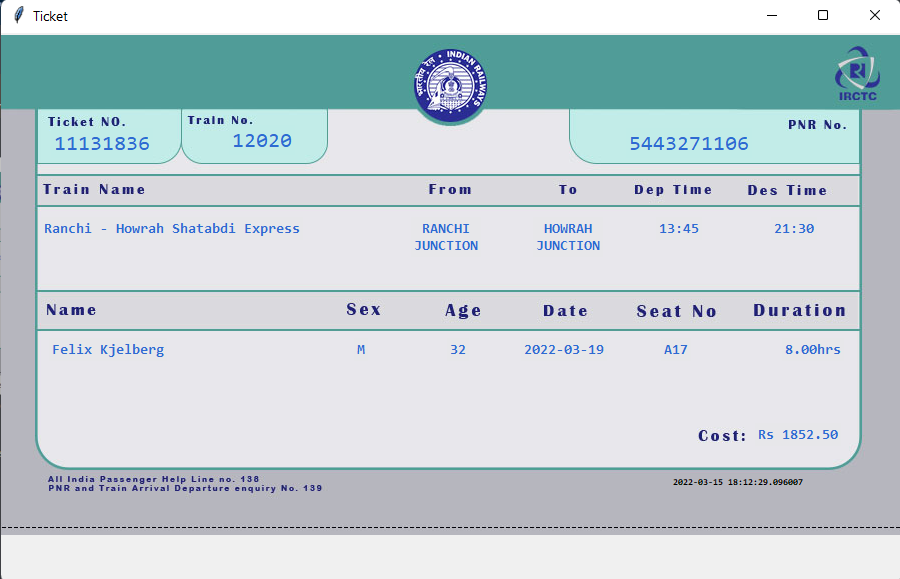 Ticket
भारतीय रेल INDIAN RAILWAYS
IRCTC
Ticket NO. Train No. PNR No.
11131836 12020 5443271106
Train Name From To Dep Time Des Time
Ranchi - Howrah Shatabdi Express RANCHI HOWRAH 13:45 21:30
JUNCTION JUNCTION
Name Sex Age Date Seat No Duration
Felix Kjelberg M 32 2022-03-19 A17 8.00hrs
Cost: Rs 1852.50
All India Passenger Help Line no. 138
PNR and Train Arrival Departure enquiry No. 139
2022-03-15 18:12:29.096007